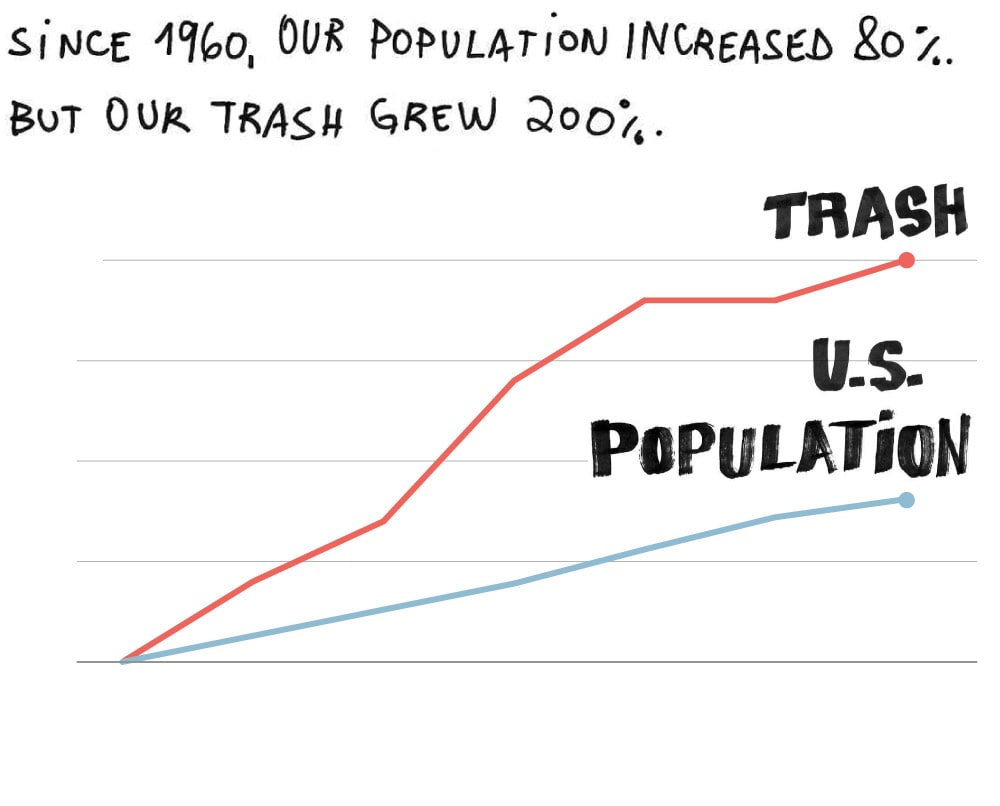 SiNCE 1960, OUR POPULATiON INCREASED 80%.
BUT OUR TRASH GREW 200%.
TRASH
U.S.
POPULATiON